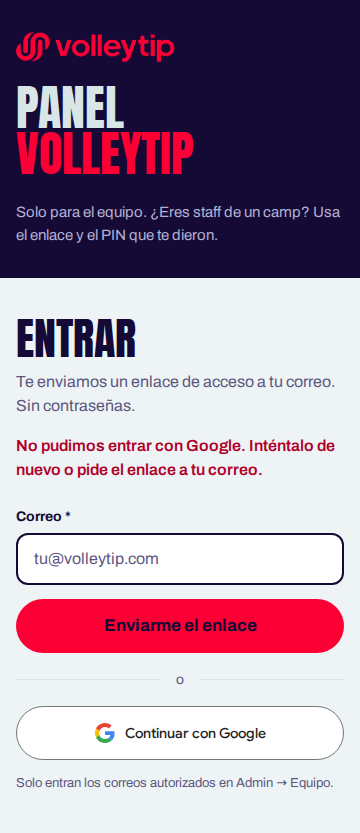 volleytip
PANEL
VOLLEYTIP
Solo para el equipo. ¿Eres staff de un camp? Usa
el enlace y el PIN que te dieron.
ENTRAR
Te enviamos un enlace de acceso a tu correo.
Sin contraseñas.
No pudimos entrar con Google. Inténtalo de
nuevo o pide el enlace a tu correo.
Correo *
tu@volleytip.com
Enviarme el enlace
o
Continuar con Google
Solo entran los correos autorizados en Admin → Equipo.